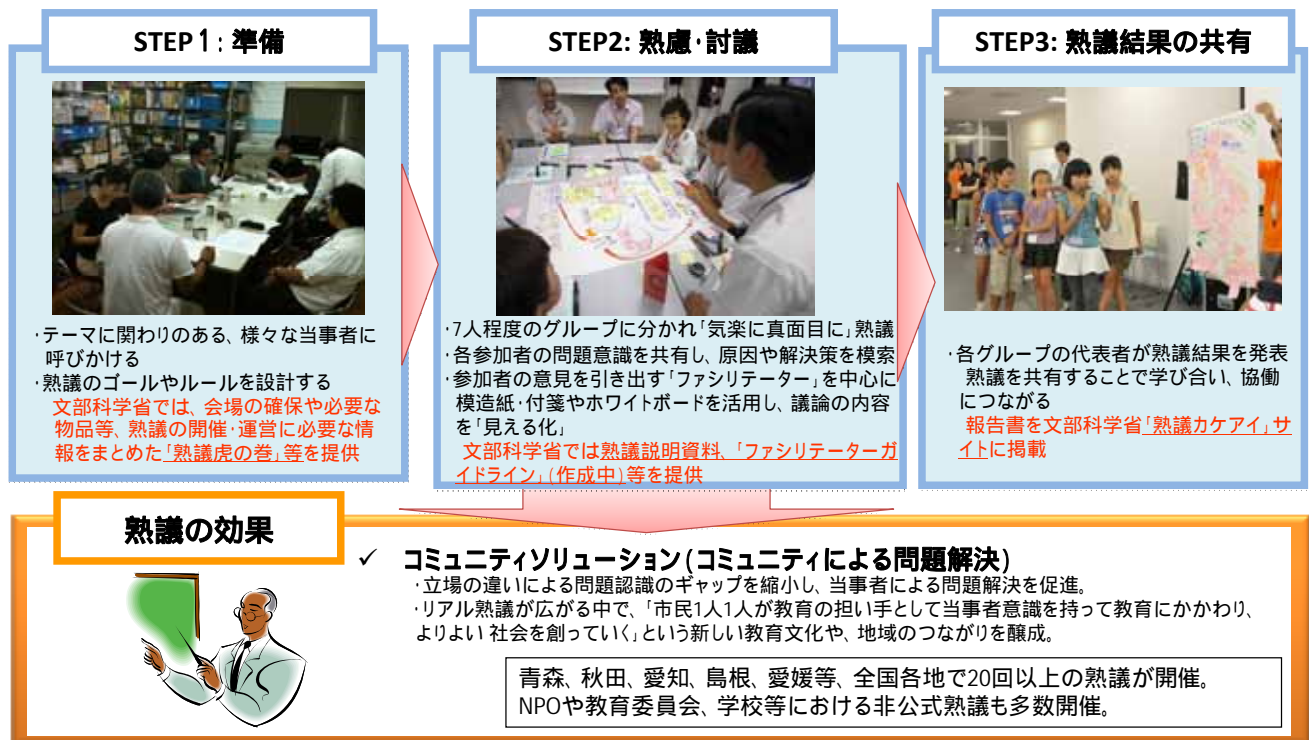 STEP1：準備
・テーマに関わりのある、様々な当事者に
呼びかける
・熟議のゴールやルールを設計する
文部科学省では、会場の確保や必要な
物品等、熟議の開催・運営に必要な情
報をまとめた「熟議虎の巻」等を提供
STEP2: 熟慮・討議
・7人程度のグループに分かれ「気楽に真面目に」熟議
・各参加者の問題意識を共有し、原因や解決策を模索
・参加者の意見を引き出す「ファシリテーター」を中心に
模造紙・付箋やホワイトボードを活用し、議論の内容
を「見える化」
文部科学省では熟議説明資料、「ファシリテーターガ
イドライン」(作成中)等を提供
STEP3: 熟議結果の共有
・各グループの代表者が熟議結果を発表
熟議を共有することで学び合い、協働
につながる
報告書を文部科学省「熟議カケアイ」サ
イトに掲載
熟議の効果
✓ コミュニティソリューション(コミュニティによる問題解決)
・立場の違いによる問題認識のギャップを縮小し、当事者による問題解決を促進。
・リアル熟議が広がる中で、「市民1人1人が教育の担い手として当事者意識を持って教育にかかわり、
よりよい 社会を創っていく」という新しい教育文化や、地域のつながりを醸成。
青森、秋田、愛知、島根、愛媛等、全国各地で20回以上の熟議が開催。
NPOや教育委員会、学校等における非公式熟議も多数開催。